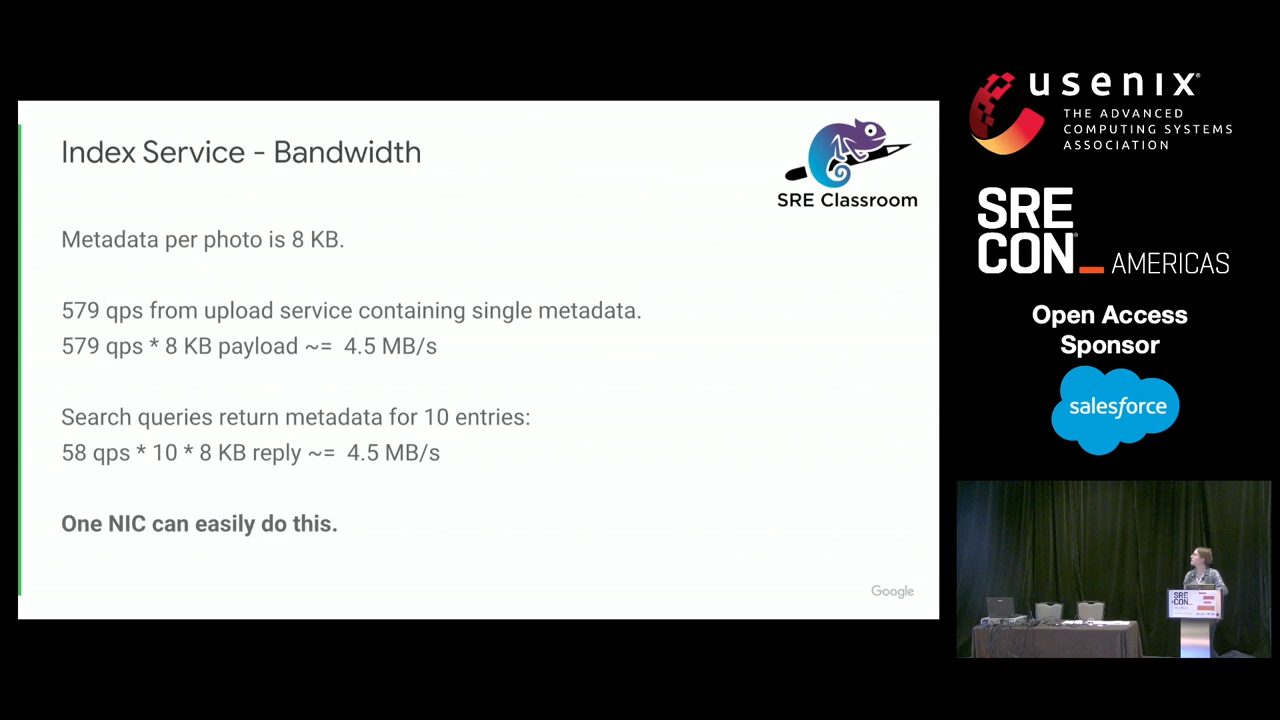 Index Service - Bandwidth
SRE Classroom
Metadata per photo is 8 KB.
579 qps from upload service containing single metadata.
579 qps * 8 KB payload ~= 4.5 MB/s
Search queries return metadata for 10 entries:
58 qps * 10 * 8 KB reply ~= 4.5 MB/s
One NIC can easily do this.
Google
usenix®
THE ADVANCED
COMPUTING SYSTEMS
ASSOCIATION
SRE
CON_AMERICAS
Open Access
Sponsor
salesforce
SRE
CON_